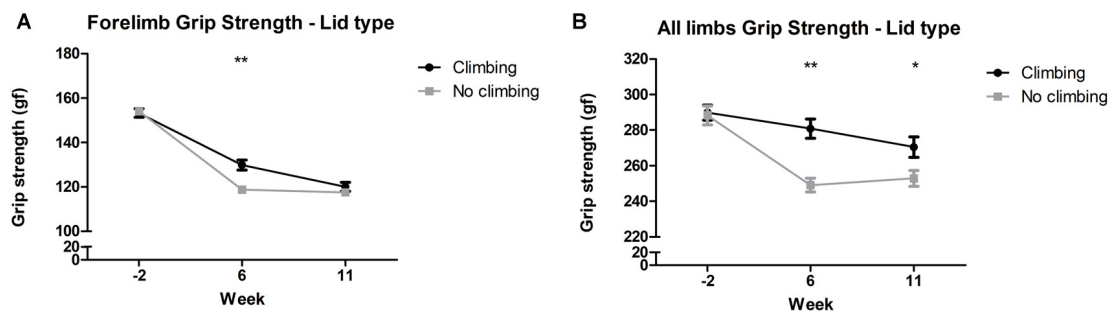 A
Forelimb Grip Strength - Lid type
180
160
140
120
100
20
0
Grip strength (gf)
**
Climbing
No climbing
-2 6 11
Week
B
All limbs Grip Strength - Lid type
320
300
280
260
240
220
20
0
Grip strength (gf)
** *
Climbing
No climbing
-2 6 11
Week